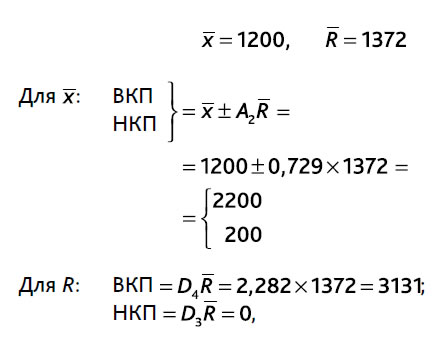 x̅ = 1200, R̅ = 1372
Для x̅: ВКП
НКП } = x̅ ± A₂R̅ =
= 1200 ± 0,729 × 1372 =
= { 2200
200
Для R: ВКП = D₄R̅ = 2,282 × 1372 = 3131;
НКП = D₃R̅ = 0,